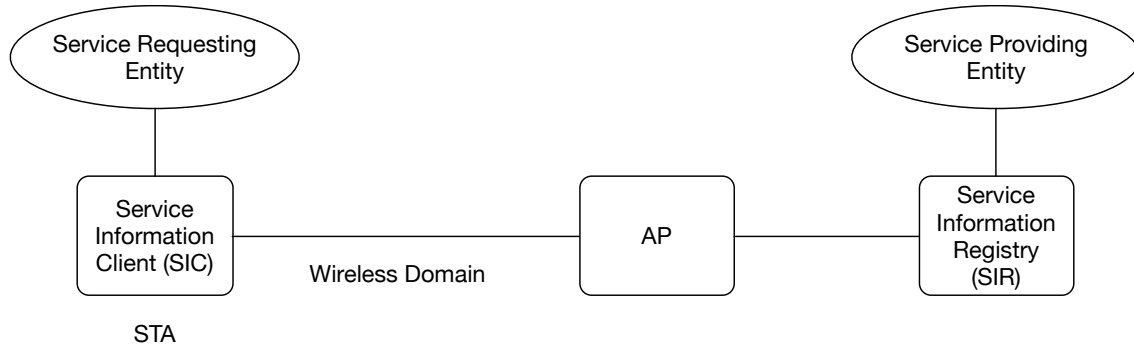 Service Requesting
Entity
Service Providing
Entity
Service
Information
Client (SIC)
AP
Service
Information
Registry
(SIR)
Wireless Domain
STA